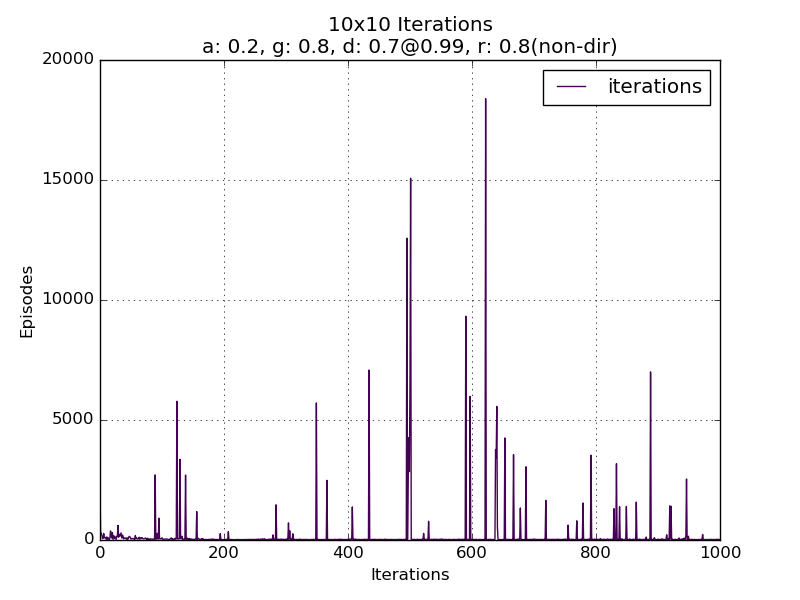 10x10 Iterations
a: 0.2, g: 0.8, d: 0.7@0.99, r: 0.8(non-dir)
20000
iterations
15000
Episodes
10000
5000
0
0 200 400 600 800 1000
Iterations